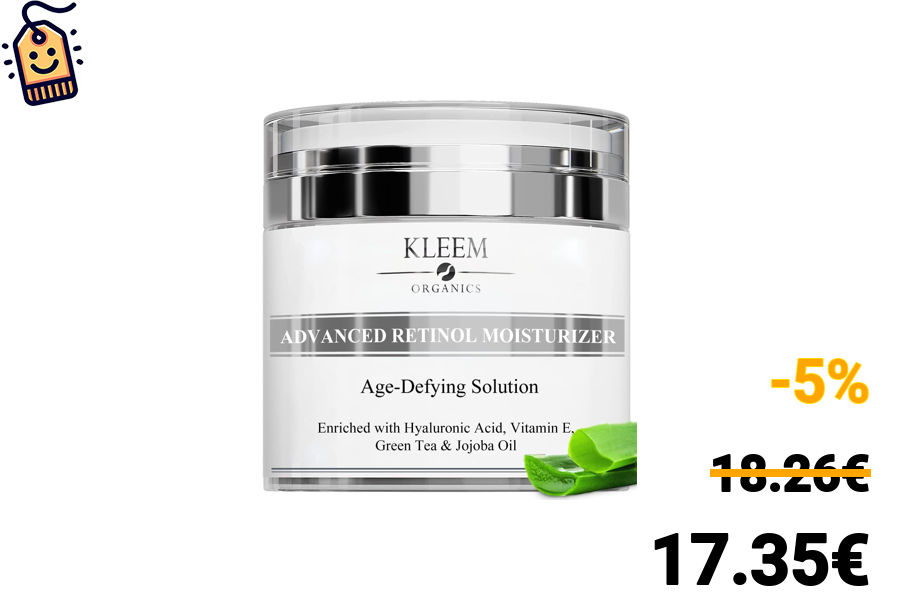 KLEEM
ORGANICS
ADVANCED RETINOL MOISTURIZER
Age-Defying Solution
Enriched with Hyaluronic Acid, Vitamin E,
Green Tea & Jojoba Oil
-5%
18.26€
17.35€